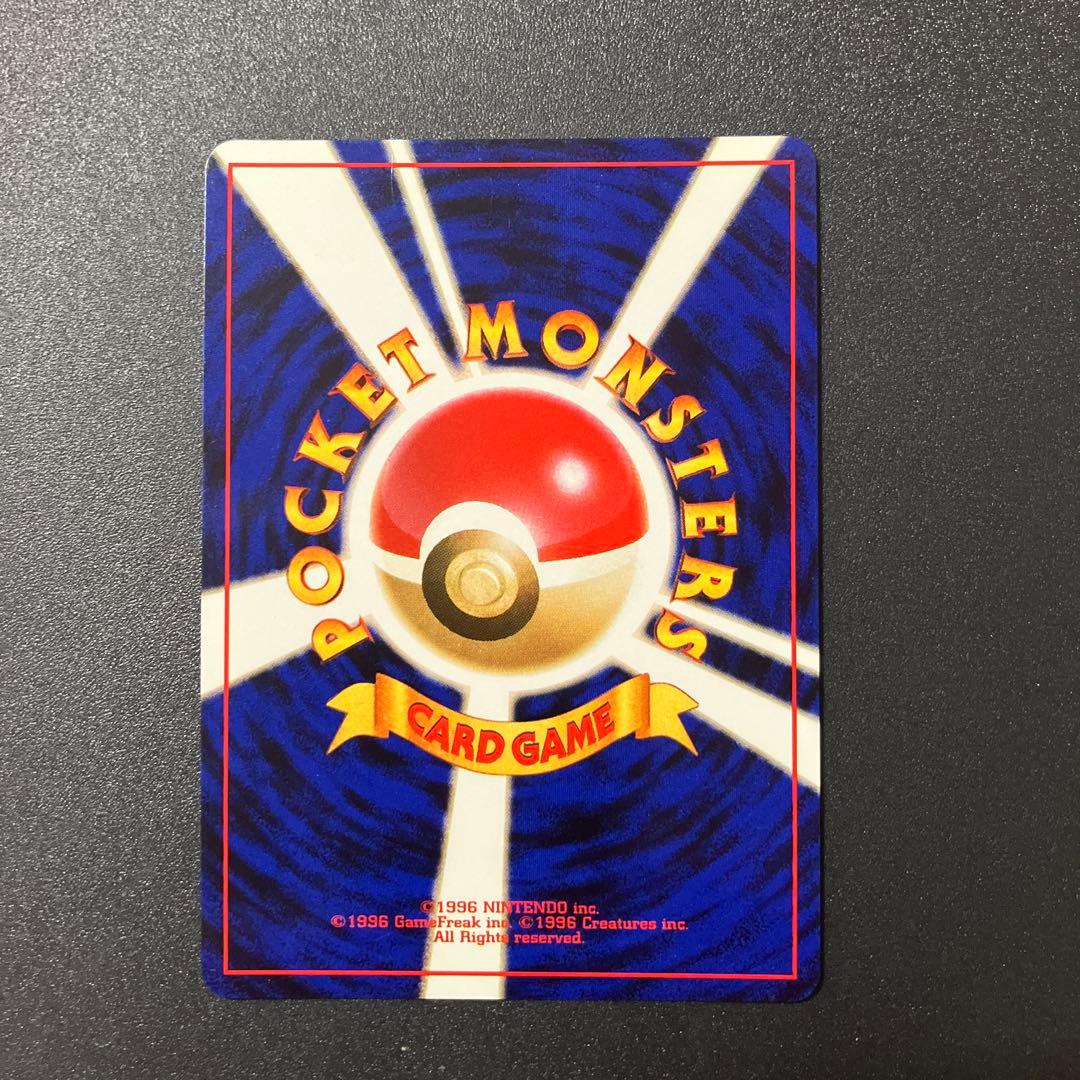 POCKET MONSTERS
CARD GAME
©1996 NINTENDO inc.
©1996 GameFreak inc. ©1996 Creatures inc.
All Rights reserved.